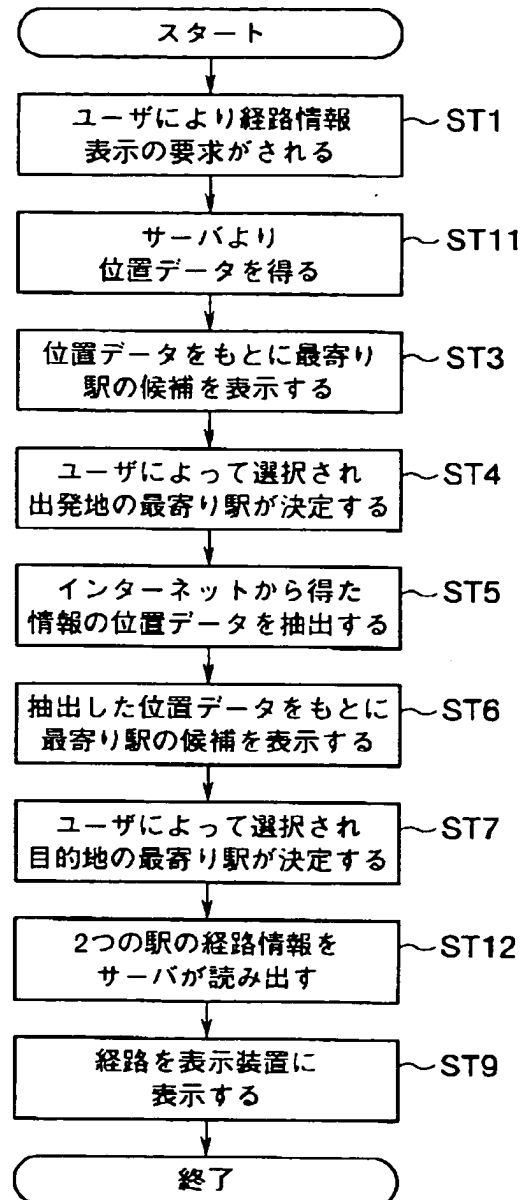 スタート
ユーザにより経路情報
表示の要求がされる
ST1
サーバより
位置データを得る
ST11
位置データをもとに最寄り
駅の候補を表示する
ST3
ユーザによって選択され
出発地の最寄り駅が決定する
ST4
インターネットから得た
情報の位置データを抽出する
ST5
抽出した位置データをもとに
最寄り駅の候補を表示する
ST6
ユーザによって選択され
目的地の最寄り駅が決定する
ST7
2つの駅の経路情報を
サーバが読み出す
ST12
経路を表示装置に
表示する
ST9
終了